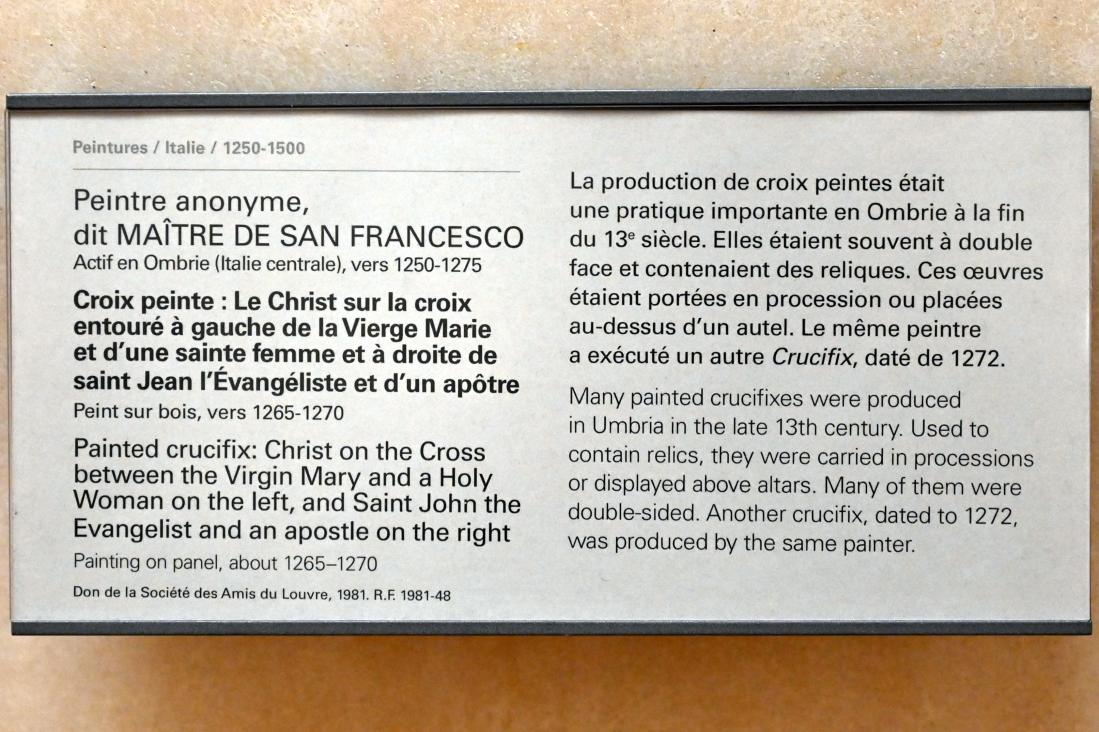 Peintures / Italie / 1250-1500
Peintre anonyme,
dit MAÎTRE DE SAN FRANCESCO
Actif en Ombrie (Italie centrale), vers 1250-1275
Croix peinte : Le Christ sur la croix
entouré à gauche de la Vierge Marie
et d'une sainte femme et à droite de
saint Jean l'Évangéliste et d'un apôtre
Peint sur bois, vers 1265-1270
Painted crucifix: Christ on the Cross
between the Virgin Mary and a Holy
Woman on the left, and Saint John the
Evangelist and an apostle on the right
Painting on panel, about 1265–1270
Don de la Société des Amis du Louvre, 1981. R.F. 1981-48
La production de croix peintes était
une pratique importante en Ombrie à la fin
du 13e siècle. Elles étaient souvent à double
face et contenaient des reliques. Ces œuvres
étaient portées en procession ou placées
au-dessus d'un autel. Le même peintre
a exécuté un autre Crucifix, daté de 1272.
Many painted crucifixes were produced
in Umbria in the late 13th century. Used to
contain relics, they were carried in processions
or displayed above altars. Many of them were
double-sided. Another crucifix, dated to 1272,
was produced by the same painter.